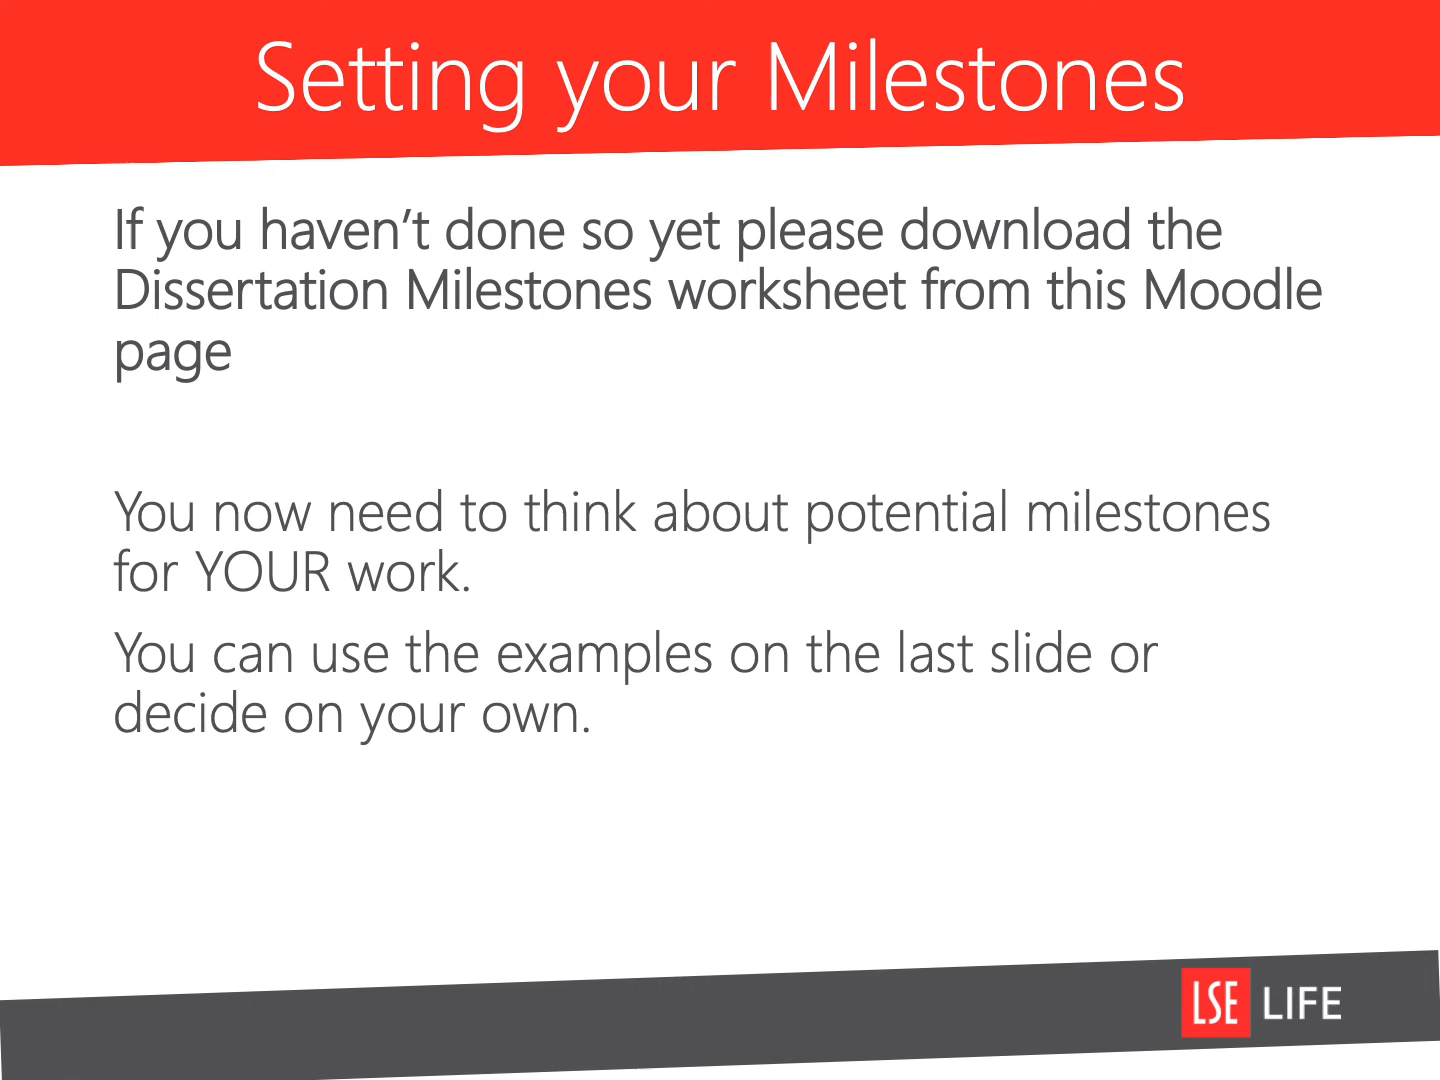 Setting your Milestones
If you haven’t done so yet please download the
Dissertation Milestones worksheet from this Moodle
page
You now need to think about potential milestones
for YOUR work.
You can use the examples on the last slide or
decide on your own.
LSE LIFE